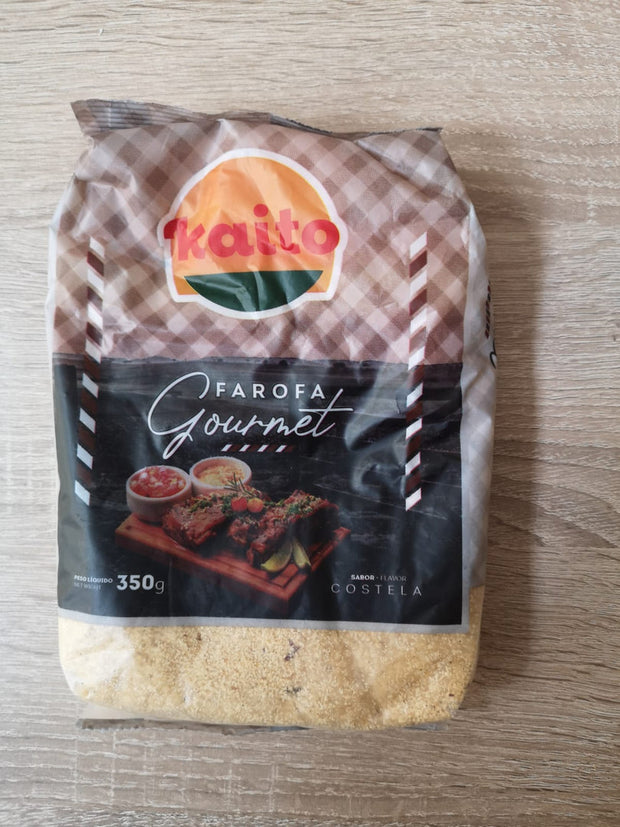 kaito
FAROFA
Gourmet
PESO LÍQUIDO
NET WEIGHT
350g
SABOR • FLAVOR
COSTELA